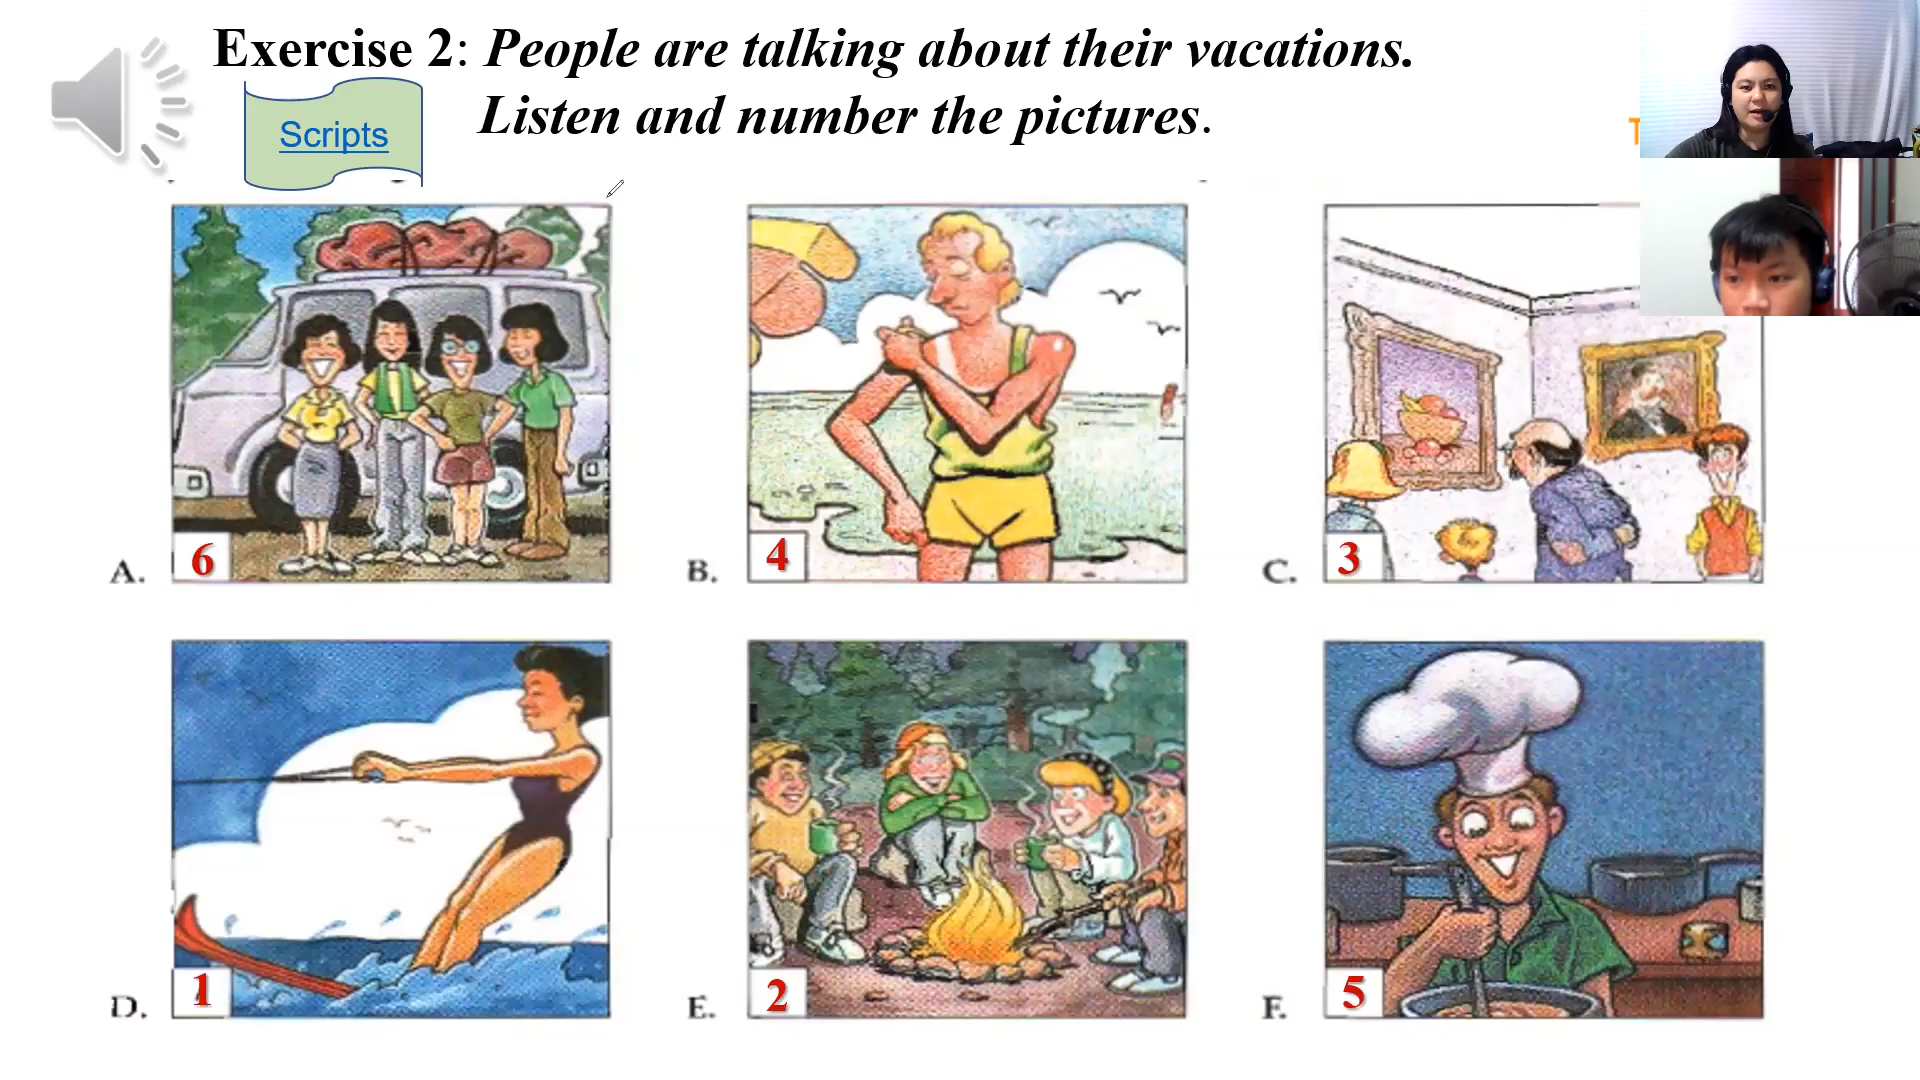 Exercise 2: People are talking about their vacations.
Listen and number the pictures.
Scripts
T
A. 6
B. 4
C. 3
D. 1
E. 2
F. 5